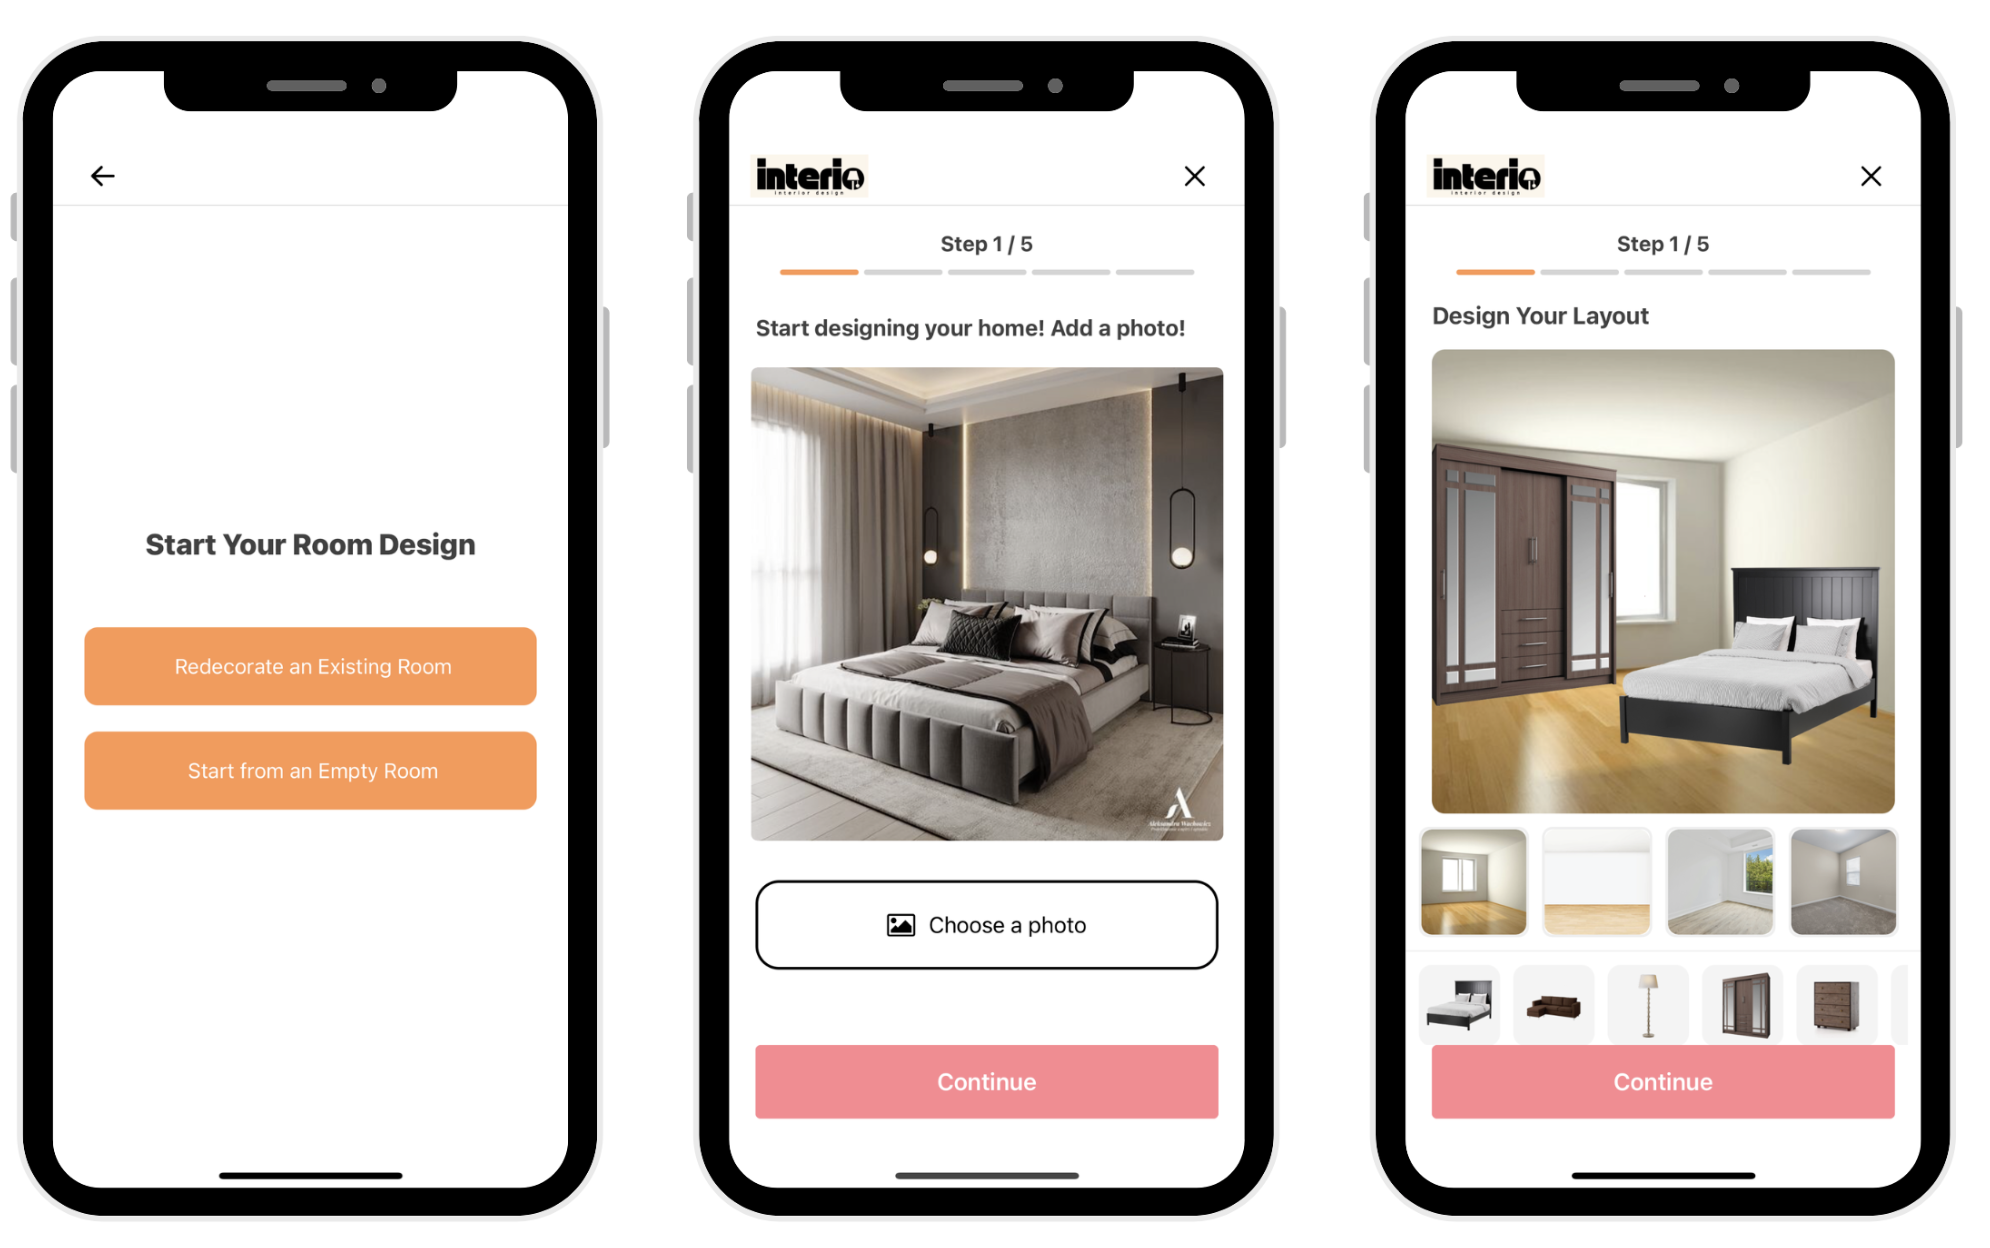 Start Your Room Design
Redecorate an Existing Room
Start from an Empty Room
interio
interior design
Step 1 / 5
Start designing your home! Add a photo!
A
Choose a photo
Continue
interio
interior design
Step 1 / 5
Design Your Layout
Continue